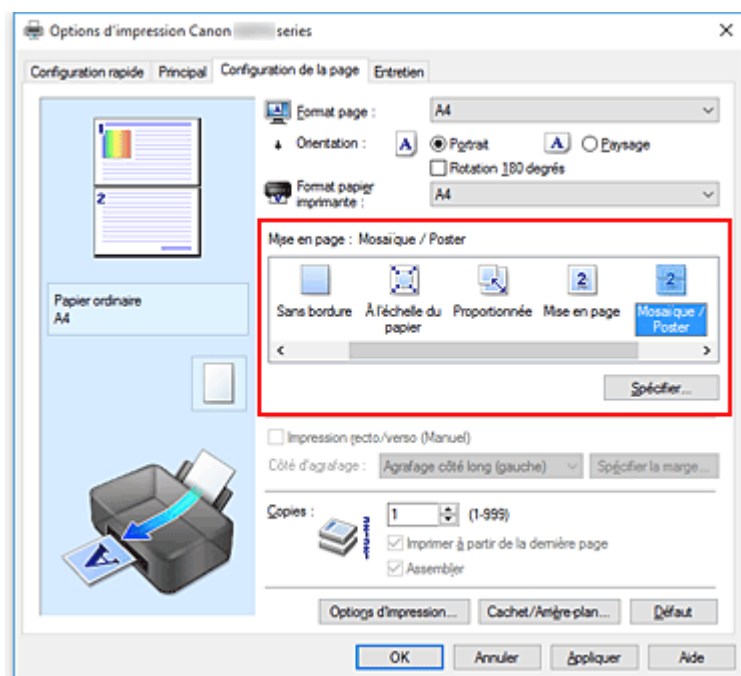 Options d'impression Canon series
Configuration rapide Principal Configuration de la page Entretien
Format page : A4
Orientation : A Portrait A Paysage
Rotation 180 degrés
Format papier
imprimante : A4
Mise en page : Mosaïque / Poster
Sans bordure À l'échelle du papier Proportionnée Mise en page Mosaïque / Poster
Spécifier...
1
2
Papier ordinaire
A4
Impression recto/verso (Manuel)
Côté d'agrafage : Agrafage côté long (gauche) Spécifier la marge...
Copies : 1 (1-999)
Imprimer à partir de la dernière page
Assembler
Options d'impression... Cachet/Arrière-plan... Défaut
OK Annuler Appliquer Aide